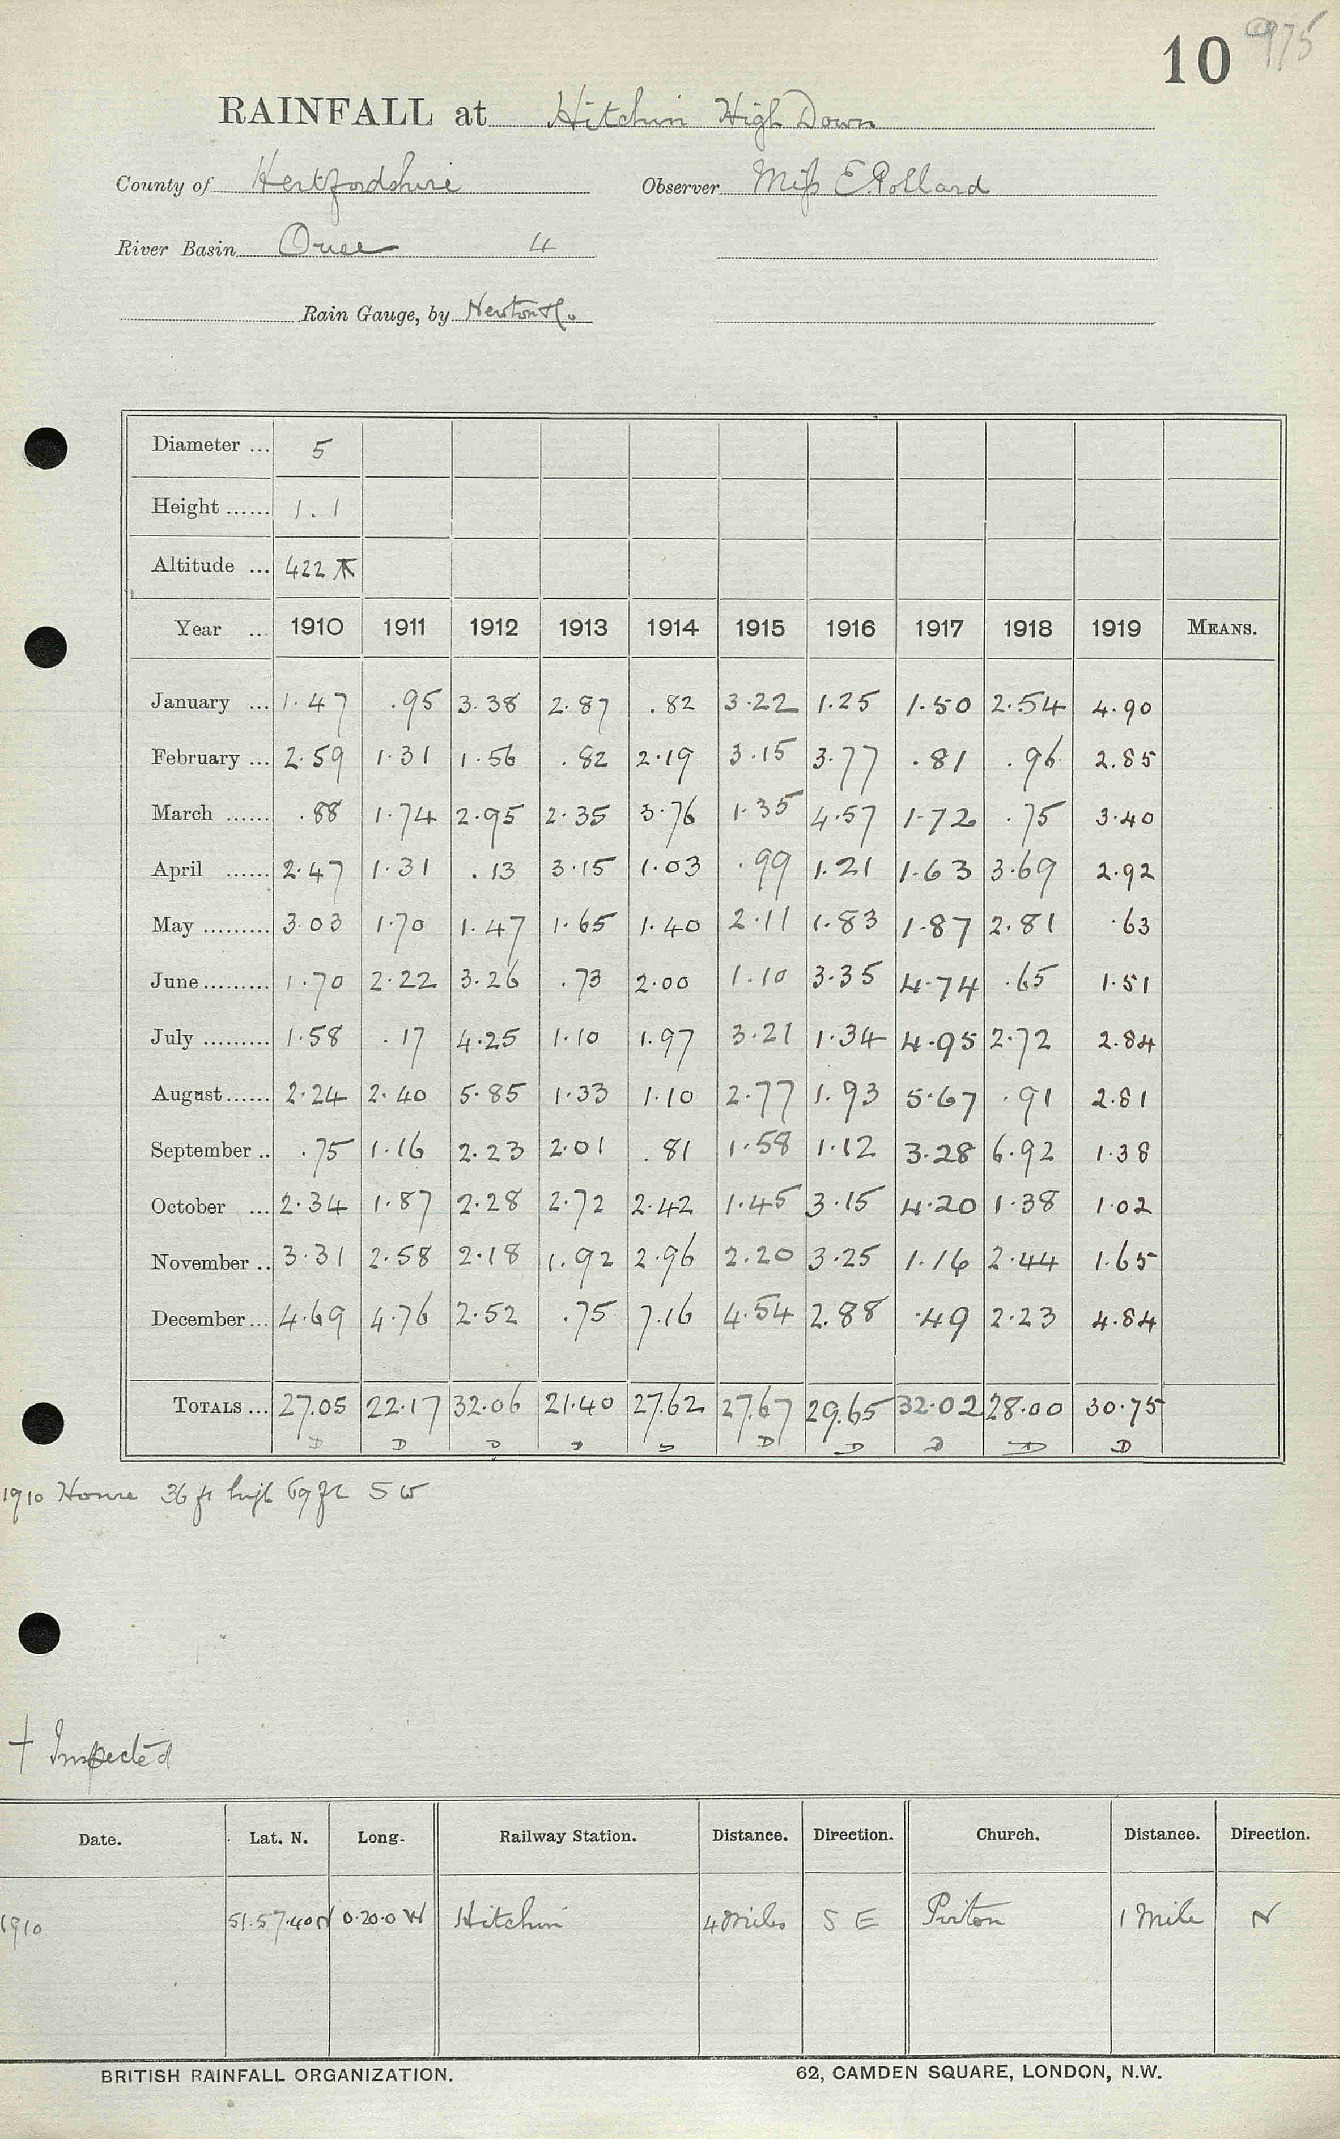 10 975
RAINFALL at Hitchin High Down
County of Hertfordshire Observer Miss E. Pollard
River Basin Ouse 4
Rain Gauge, by Newton & Co
Diameter ... 5
Height ...... 1.1
Altitude ... 422
Year .. 1910 1911 1912 1913 1914 1915 1916 1917 1918 1919 MEANS.
January ... 1.47 .95 3.38 2.87 .82 3.22 1.25 1.50 2.54 4.90
February ... 2.59 1.31 1.56 .82 2.19 3.15 3.77 .81 .96 2.85
March ...... .88 1.74 2.95 2.35 3.76 1.35 4.57 1.72 .75 3.40
April ...... 2.47 1.31 .13 3.15 1.03 .99 1.21 1.63 3.69 2.92
May ......... 3.03 1.70 1.47 1.65 1.40 2.11 1.83 1.87 2.81 .63
June ......... 1.70 2.22 3.26 .73 2.00 1.10 3.35 4.74 .65 1.51
July ......... 1.58 .17 4.25 1.10 1.97 3.21 1.34 4.95 2.72 2.84
August ...... 2.24 2.40 5.85 1.33 1.10 2.77 1.93 5.67 .91 2.81
September .. .75 1.16 2.23 2.01 .81 1.58 1.12 3.28 6.92 1.38
October ... 2.34 1.87 2.28 2.72 2.42 1.45 3.15 4.20 1.38 1.02
November .. 3.31 2.58 2.18 1.92 2.96 2.20 3.25 1.16 2.44 1.65
December ... 4.69 4.76 2.52 .75 7.16 4.54 2.88 .49 2.23 4.84
TOTALS ... 27.05 22.17 32.06 21.40 27.62 27.67 29.65 32.02 28.00 30.75
D D D D D D D D D D
1910 House 36 ft high 69 ft SW
† Inspected
Date. Lat. N. Long. Railway Station. Distance. Direction. Church. Distance. Direction.
1910 51.57.40N 0.20.0 W Hitchin 4 Miles S E Pirton 1 Mile N
BRITISH RAINFALL ORGANIZATION. 62, CAMDEN SQUARE, LONDON, N.W.